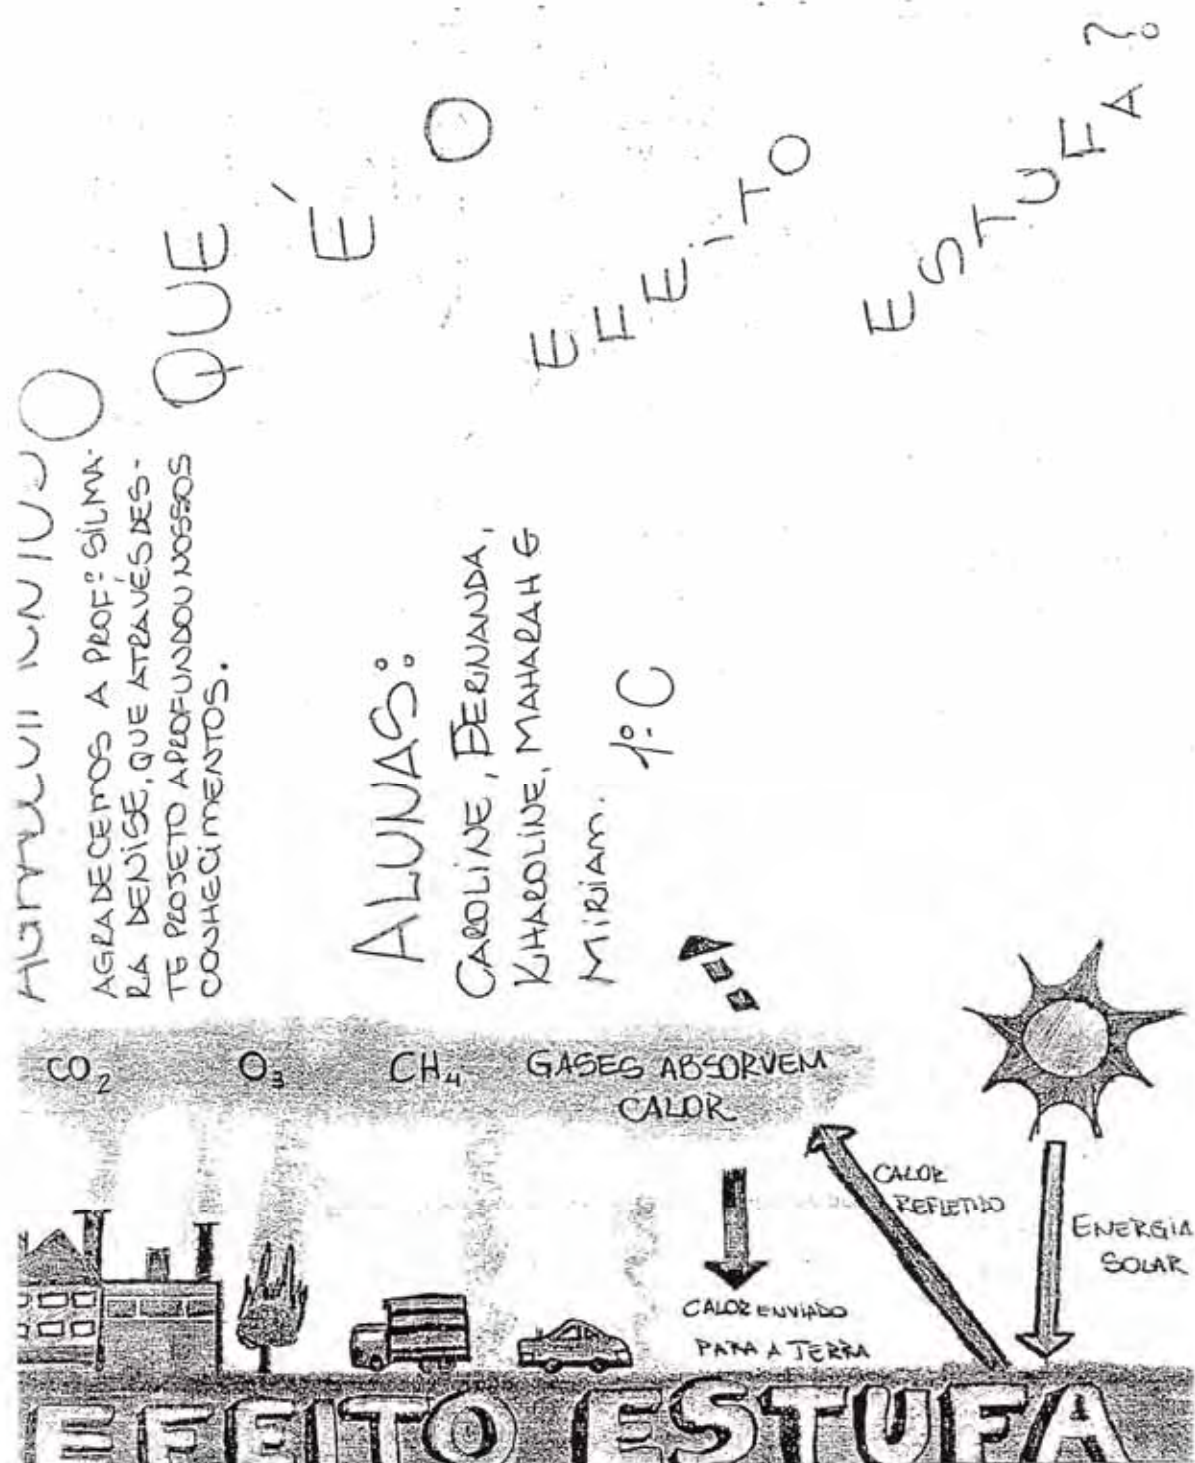 O QUE É O
EFEITO
ESTUFA?
AGRADECEMOS A PROFª SILMA-
RA DENISE, QUE ATRAVÉS DES-
TE PROJETO APROFUNDOU NOSSOS
CONHECIMENTOS.
ALUNAS:
CAROLINE, FERNANDA,
KHAROLINE, MAHARAH E
MIRIAM.
1º C
CO₂ O₃ CH₄ GASES ABSORVEM
CALOR
CALOR
REFLETIDO
ENERGIA
SOLAR
CALOR ENVIADO
PARA A TERRA
EFEITO ESTUFA